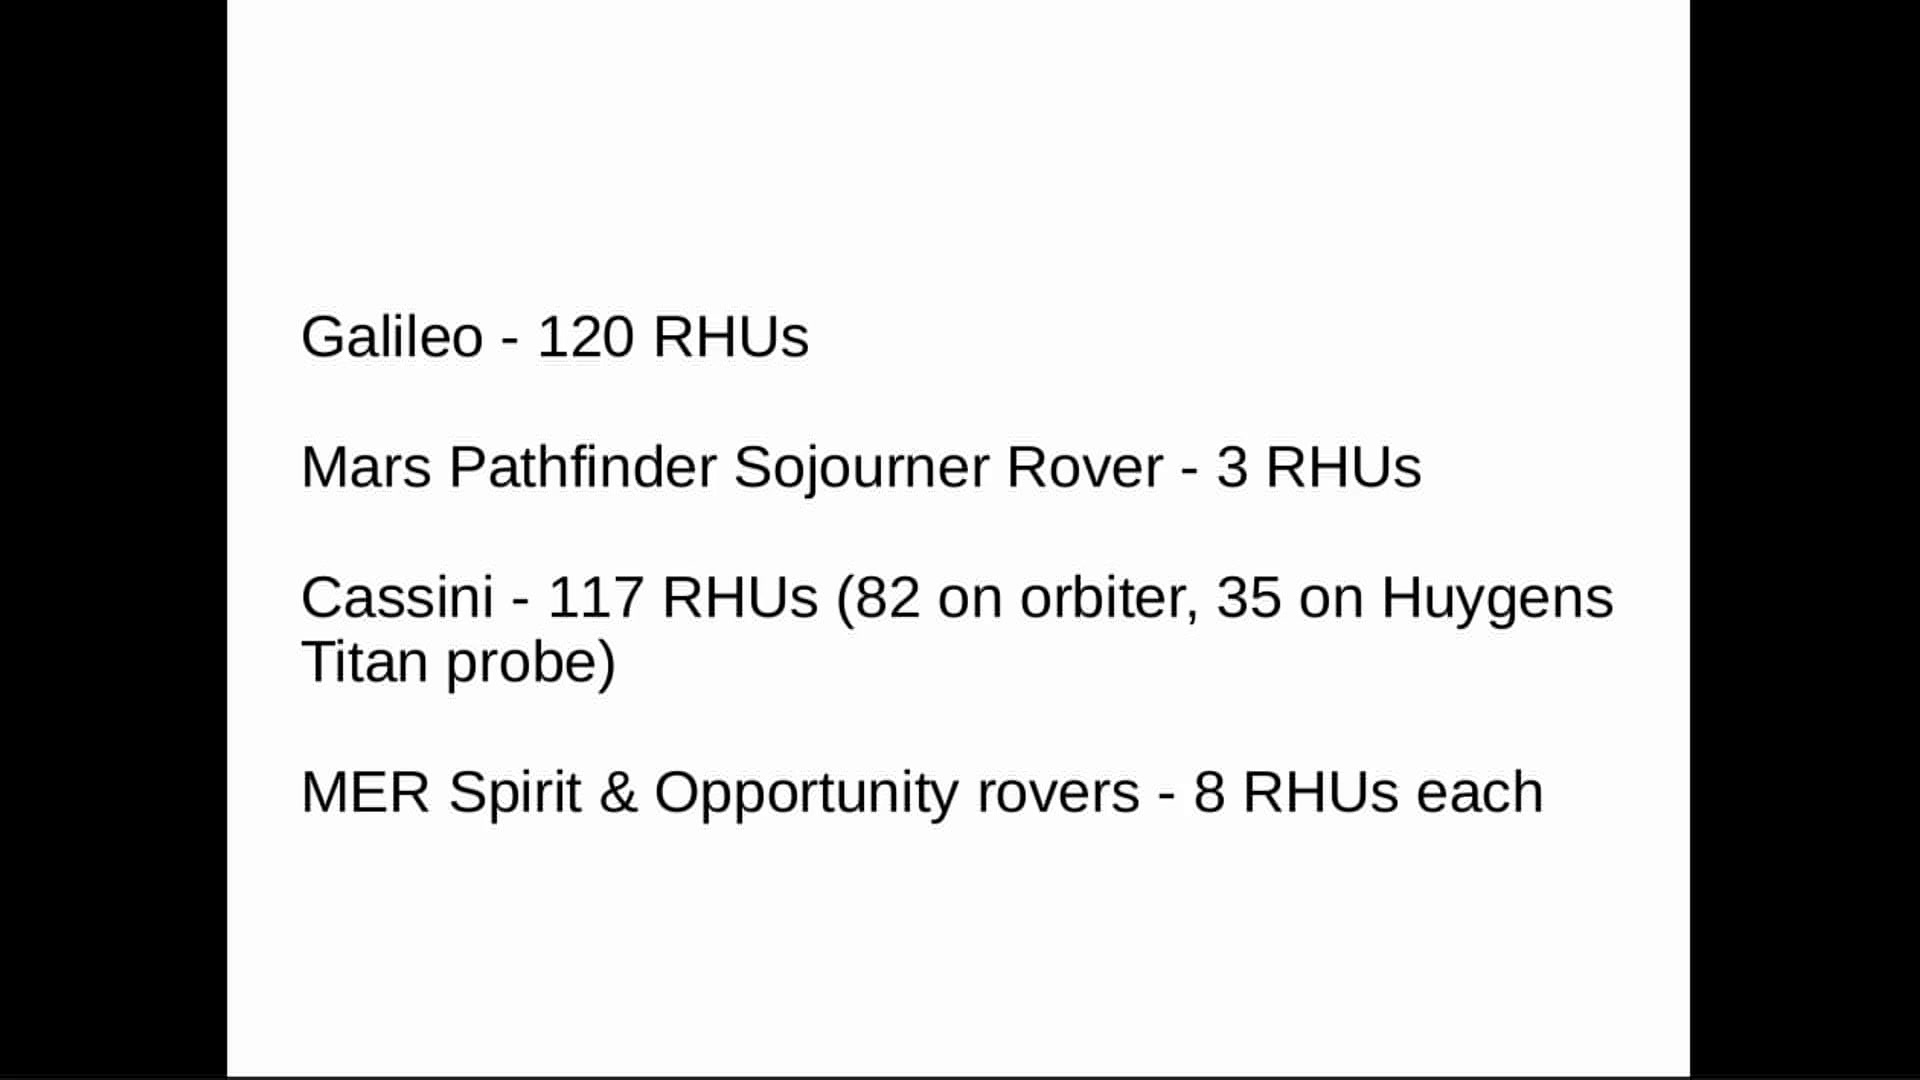 Galileo - 120 RHUs
Mars Pathfinder Sojourner Rover - 3 RHUs
Cassini - 117 RHUs (82 on orbiter, 35 on Huygens
Titan probe)
MER Spirit & Opportunity rovers - 8 RHUs each